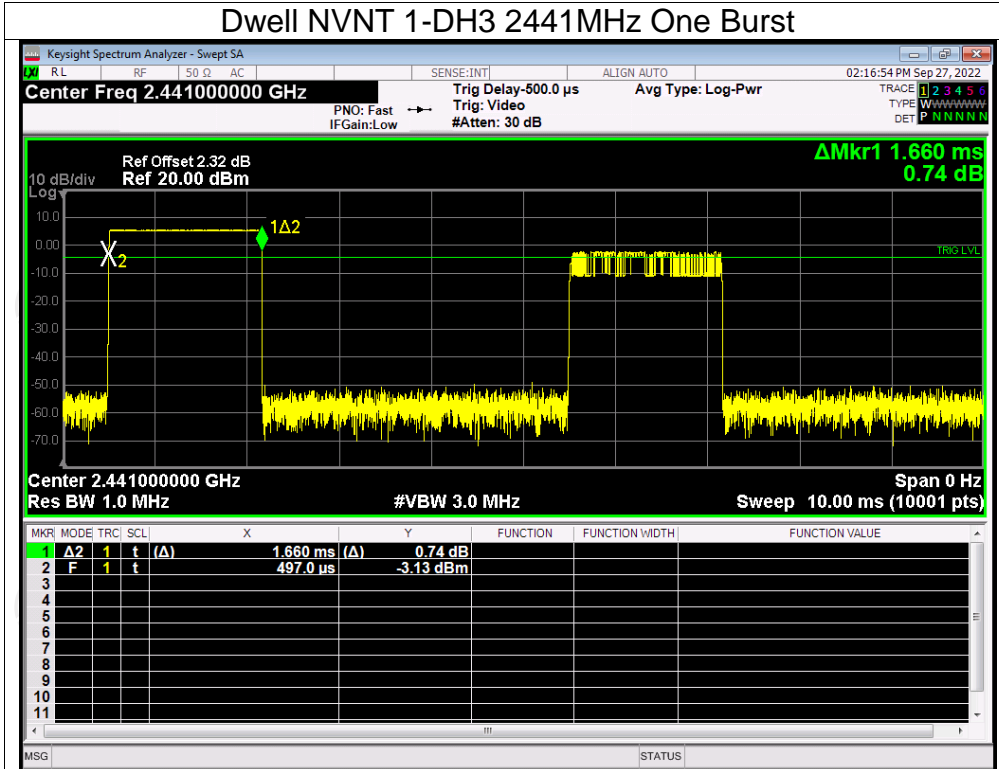 Dwell NVNT 1-DH3 2441MHz One Burst
Keysight Spectrum Analyzer - Swept SA
LXI RL RF 50 Ω AC SENSE:INT ALIGN AUTO 02:16:54 PM Sep 27, 2022
Center Freq 2.441000000 GHz
PNO: Fast
IFGain:Low
Trig Delay-500.0 µs
Trig: Video
#Atten: 30 dB
Avg Type: Log-Pwr
TRACE 1 2 3 4 5 6
TYPE W
DET P N N N N N
ΔMkr1 1.660 ms
0.74 dB
Ref Offset 2.32 dB
10 dB/div Ref 20.00 dBm
Log
10.0
0.00
-10.0
-20.0
-30.0
-40.0
-50.0
-60.0
-70.0
1Δ2
2
TRIG LVL
Center 2.441000000 GHz Span 0 Hz
Res BW 1.0 MHz #VBW 3.0 MHz Sweep 10.00 ms (10001 pts)
MKR MODE TRC SCL X Y FUNCTION FUNCTION WIDTH FUNCTION VALUE
1 Δ2 1 t (Δ) 1.660 ms (Δ) 0.74 dB
2 F 1 t 497.0 µs -3.13 dBm
3
4
5
6
7
8
9
10
11
MSG STATUS